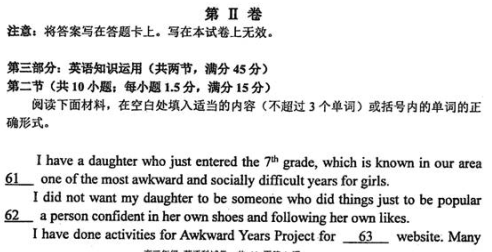 第 Ⅱ 卷
注意：将答案写在答题卡上。写在本试卷上无效。
第三部分：英语知识运用（共两节，满分 45 分）
第二节（共 10 小题；每小题 1.5 分，满分 15 分）
阅读下面材料，在空白处填入适当的内容（不超过 3 个单词）或括号内的单词的正
确形式。
I have a daughter who just entered the 7th grade, which is known in our area
61 one of the most awkward and socially difficult years for girls.
I did not want my daughter to be someone who did things just to be popular
62 a person confident in her own shoes and following her own likes.
I have done activities for Awkward Years Project for 63 website. Many